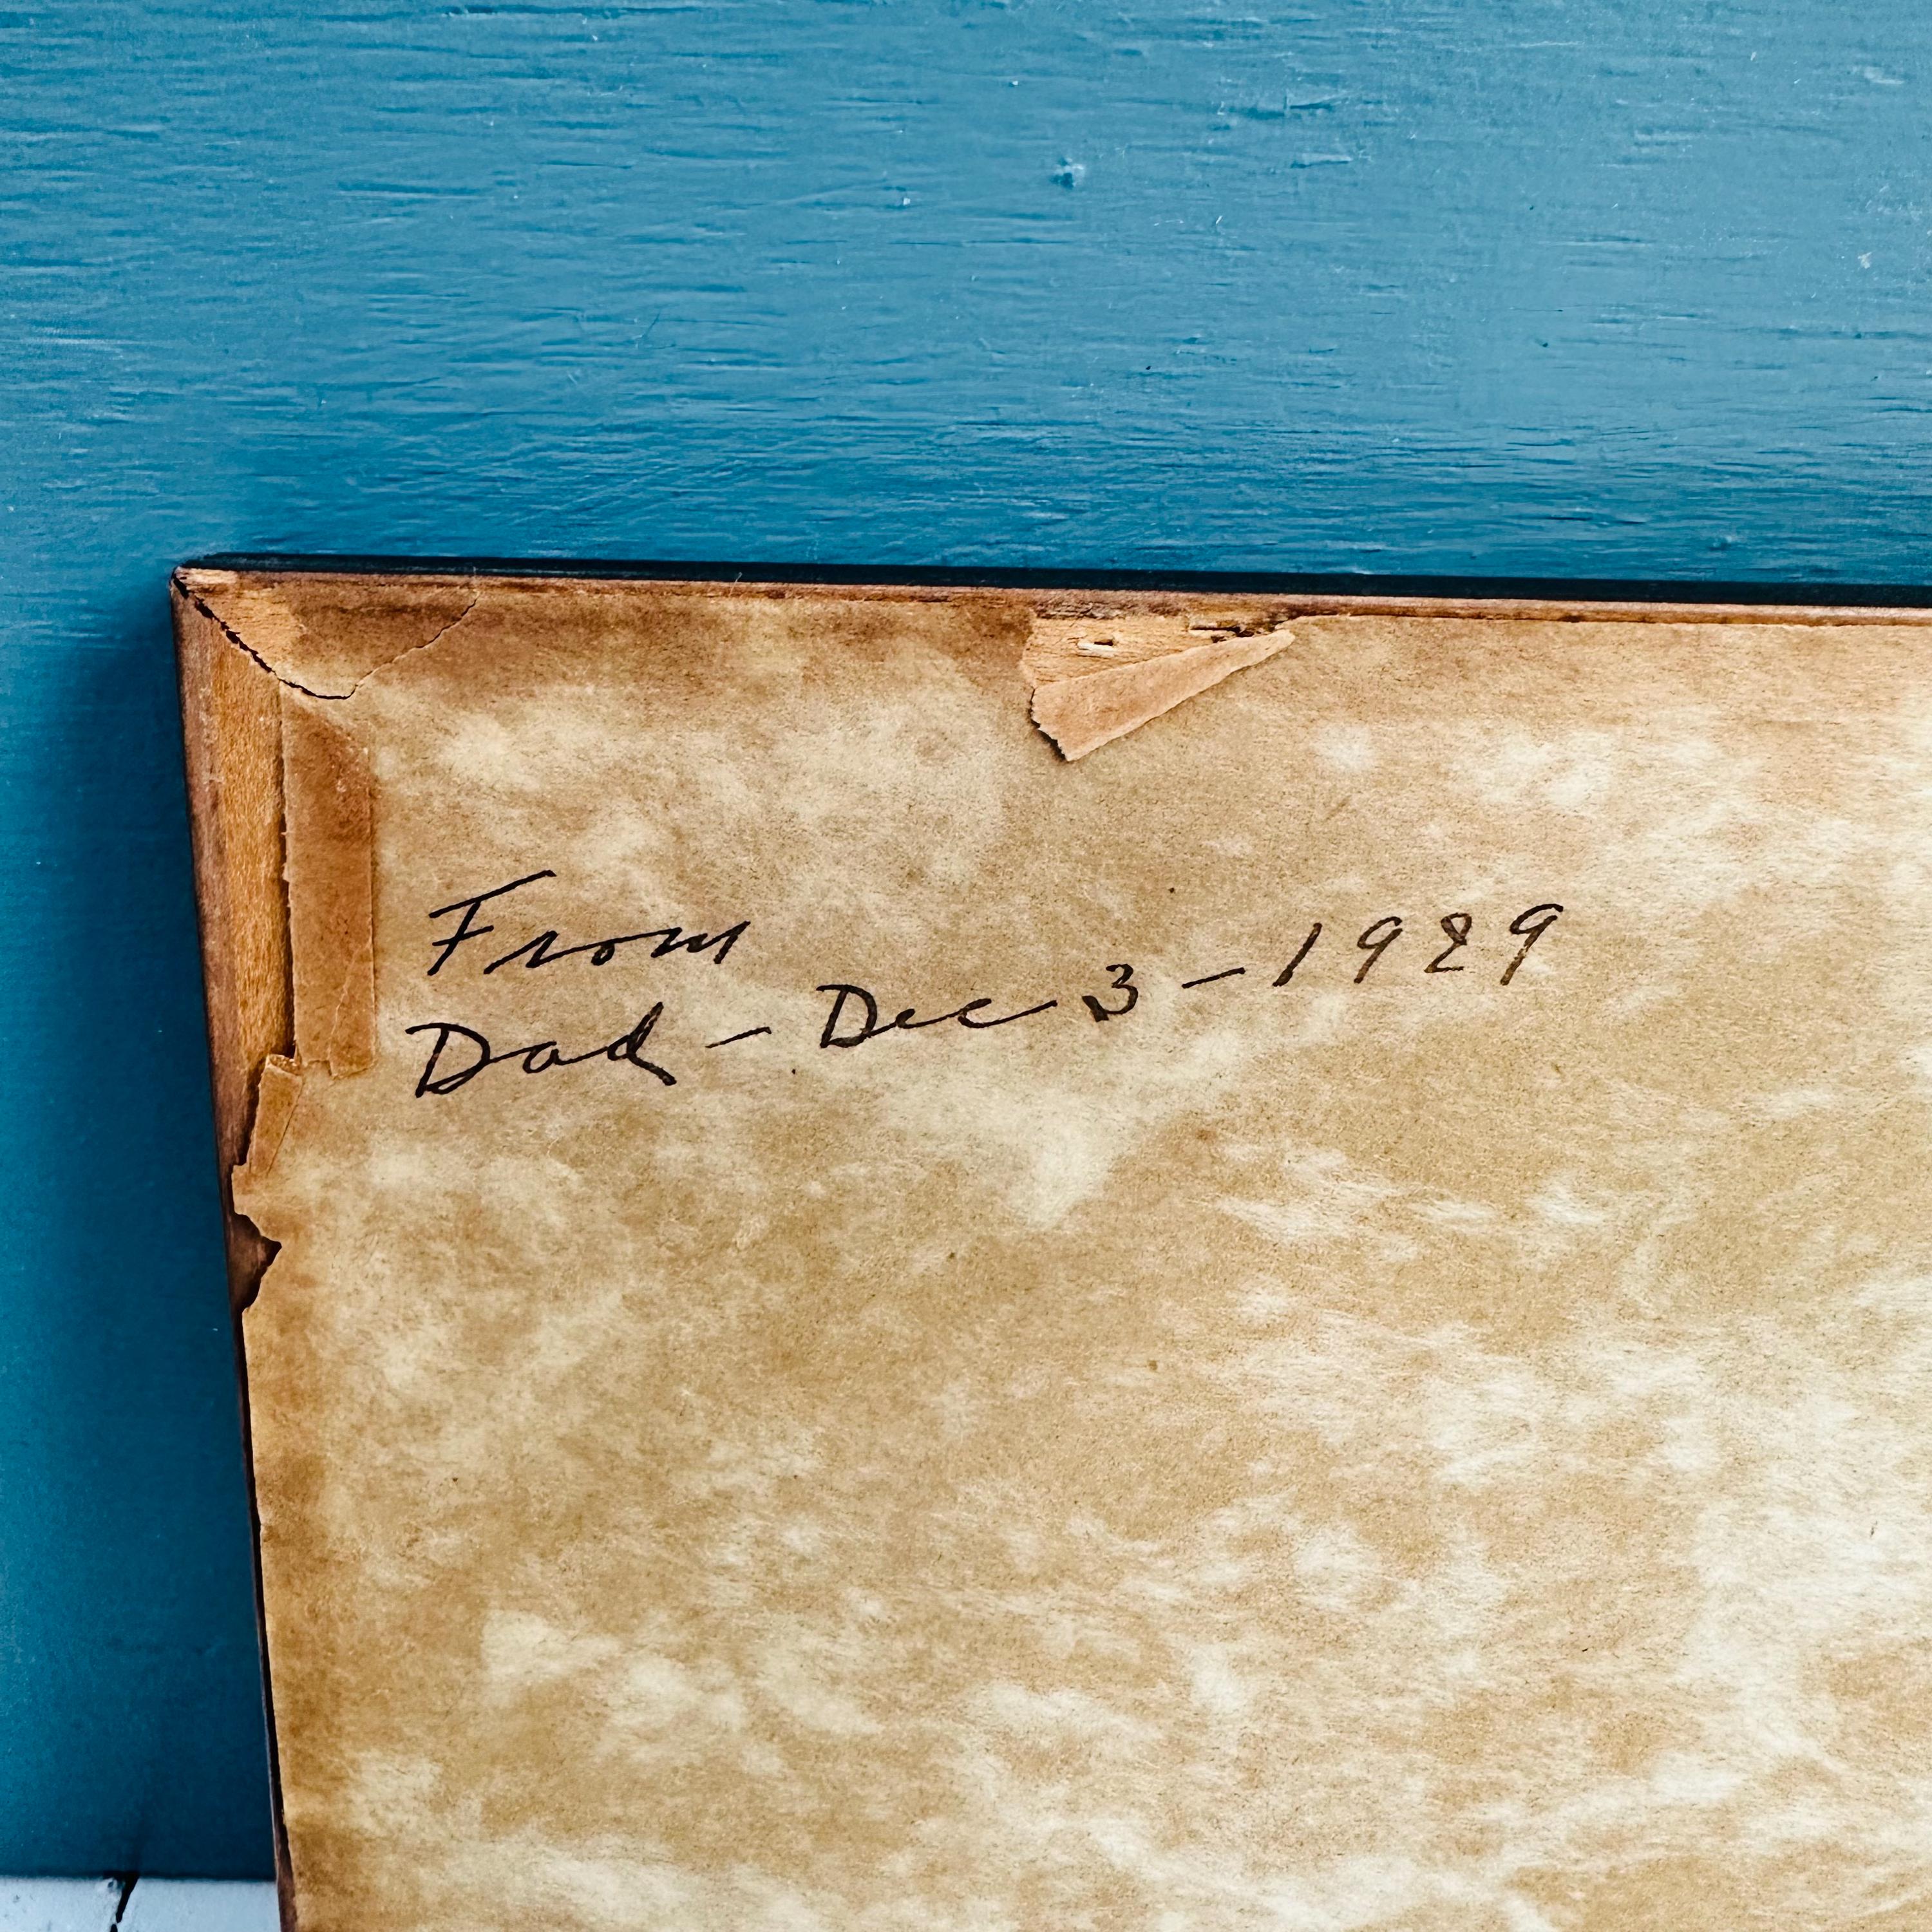 From
Dad - Dec 3 - 1929